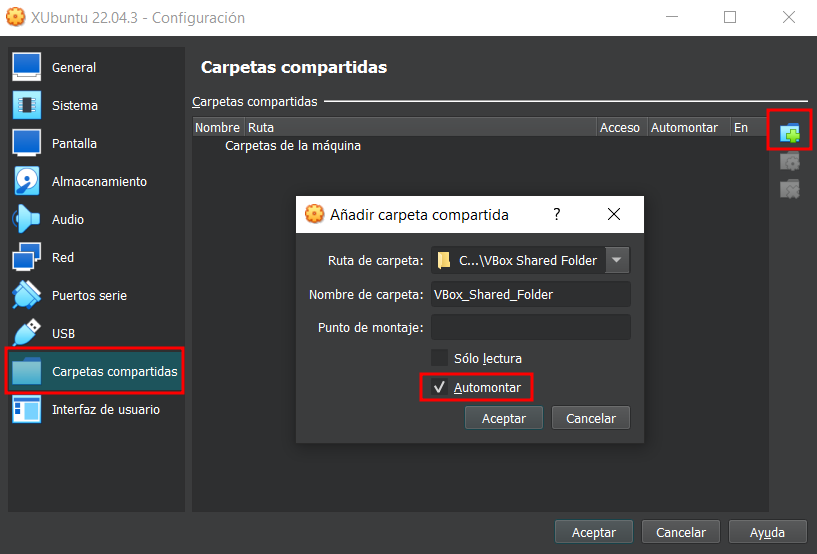 XUbuntu 22.04.3 - Configuración
General
Sistema
Pantalla
Almacenamiento
Audio
Red
Puertos serie
USB
Carpetas compartidas
Interfaz de usuario
Carpetas compartidas
Carpetas compartidas
Nombre Ruta Acceso Automontar En
Carpetas de la máquina
Añadir carpeta compartida ?
Ruta de carpeta: C...\VBox Shared Folder
Nombre de carpeta: VBox_Shared_Folder
Punto de montaje:
Sólo lectura
Automontar
Aceptar Cancelar
Aceptar Cancelar Ayuda